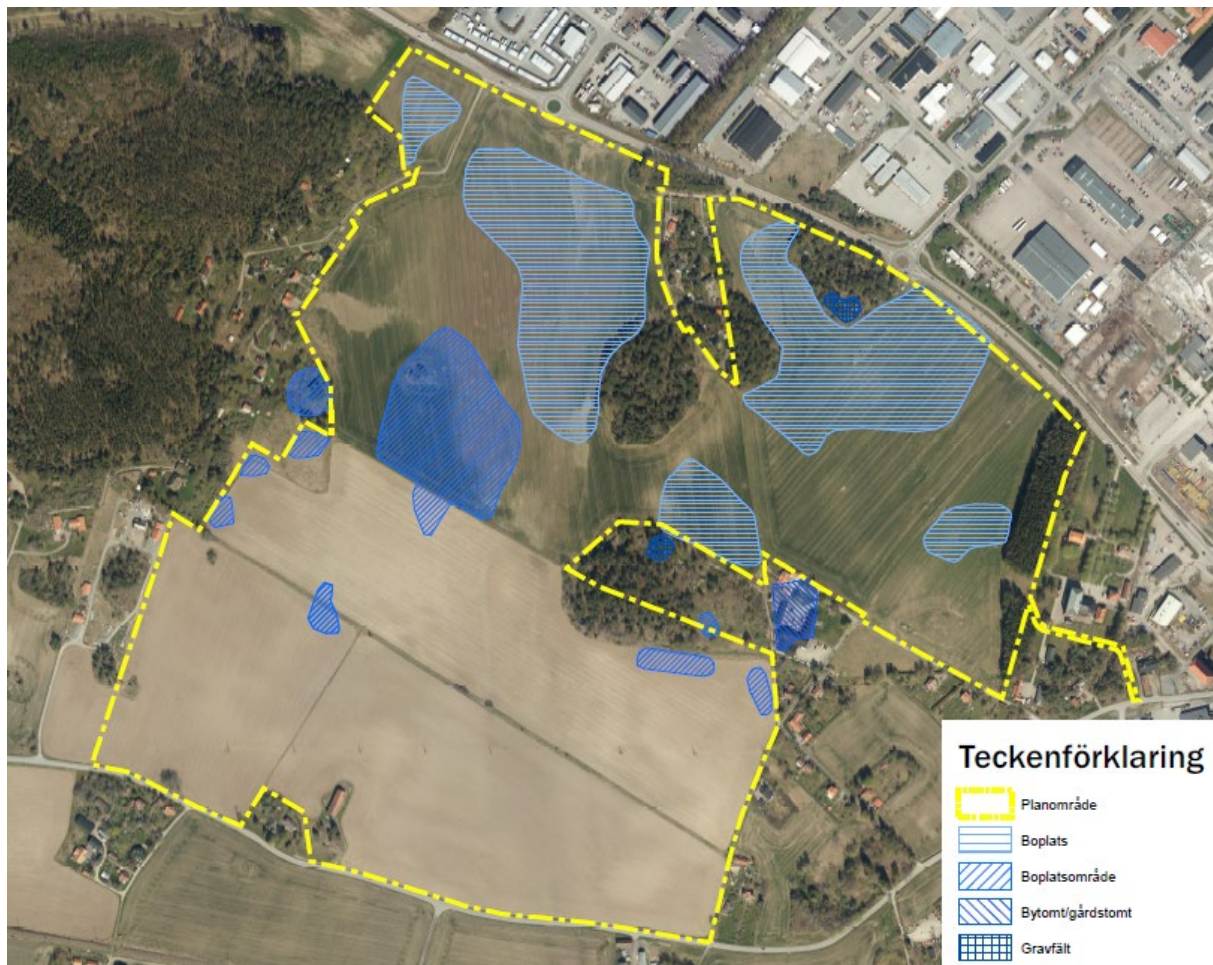 Teckenförklaring
Planområde
Boplats
Boplatsområde
Bytomt/gårdstomt
Gravfält